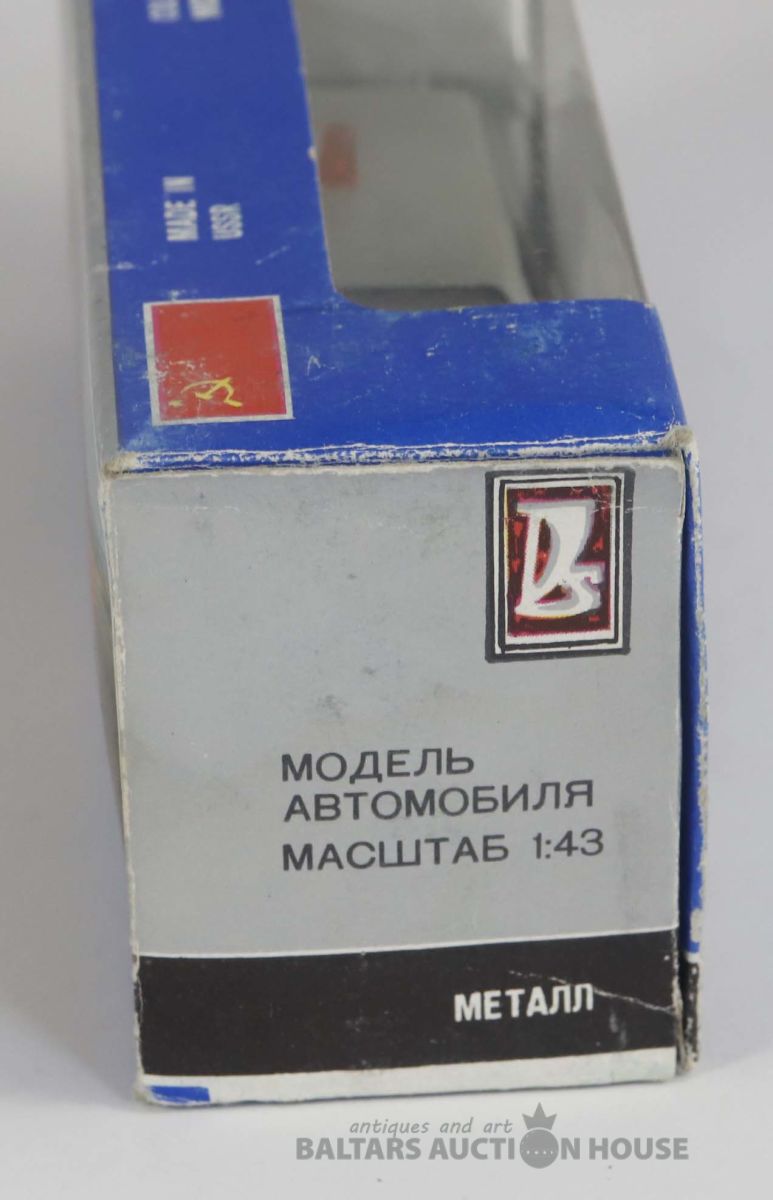 MADE IN
USSR
МОДЕЛЬ
АВТОМОБИЛЯ
МАСШТАБ 1:43
МЕТАЛЛ
antiques and art
BALTARS AUCTION HOUSE